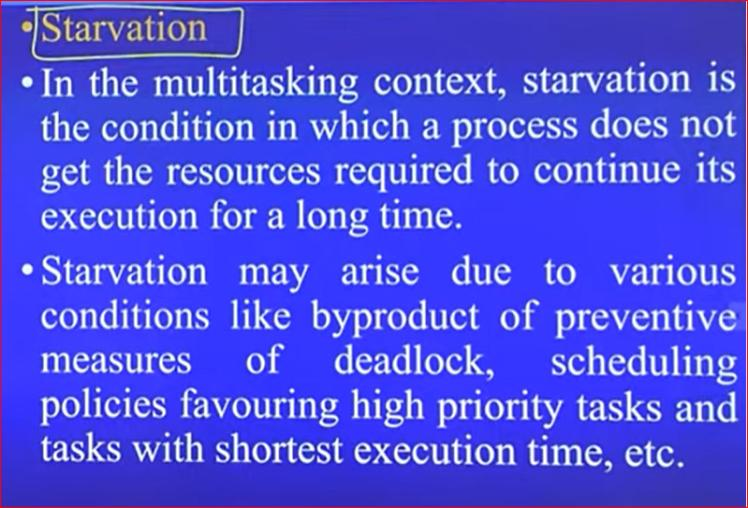 •Starvation
•In the multitasking context, starvation is
the condition in which a process does not
get the resources required to continue its
execution for a long time.
•Starvation may arise due to various
conditions like byproduct of preventive
measures of deadlock, scheduling
policies favouring high priority tasks and
tasks with shortest execution time, etc.